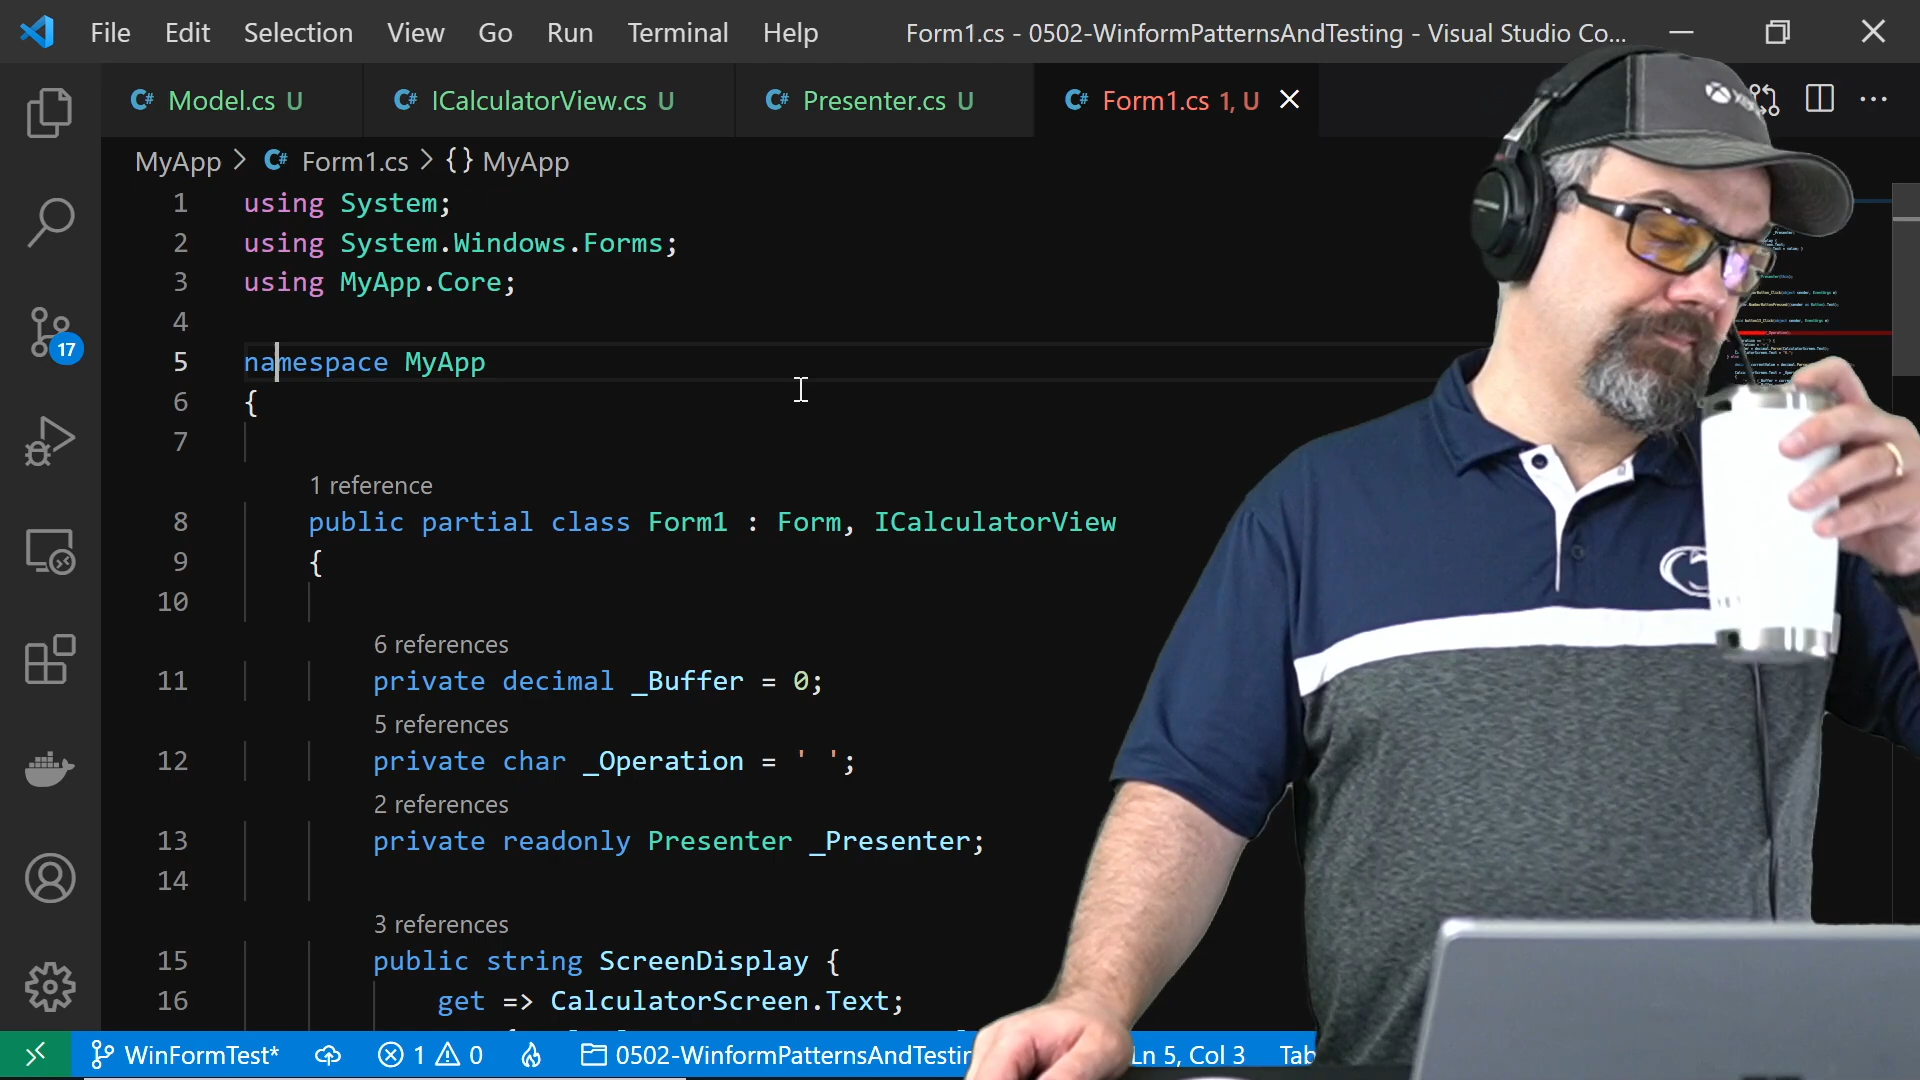 File Edit Selection View Go Run Terminal Help Form1.cs - 0502-WinformPatternsAndTesting - Visual Studio Co...
C# Model.cs U C# ICalculatorView.cs U C# Presenter.cs U C# Form1.cs 1, U
MyApp > C# Form1.cs > {} MyApp
1 using System;
2 using System.Windows.Forms;
3 using MyApp.Core;
4
5 namespace MyApp
6 {
7
1 reference
8 public partial class Form1 : Form, ICalculatorView
9 {
10
6 references
11 private decimal _Buffer = 0;
5 references
12 private char _Operation = ' ';
2 references
13 private readonly Presenter _Presenter;
14
3 references
15 public string ScreenDisplay {
16 get => CalculatorScreen.Text;
17
WinFormTest* 1 0 0502-WinformPatternsAndTestin Ln 5, Col 3 Tab